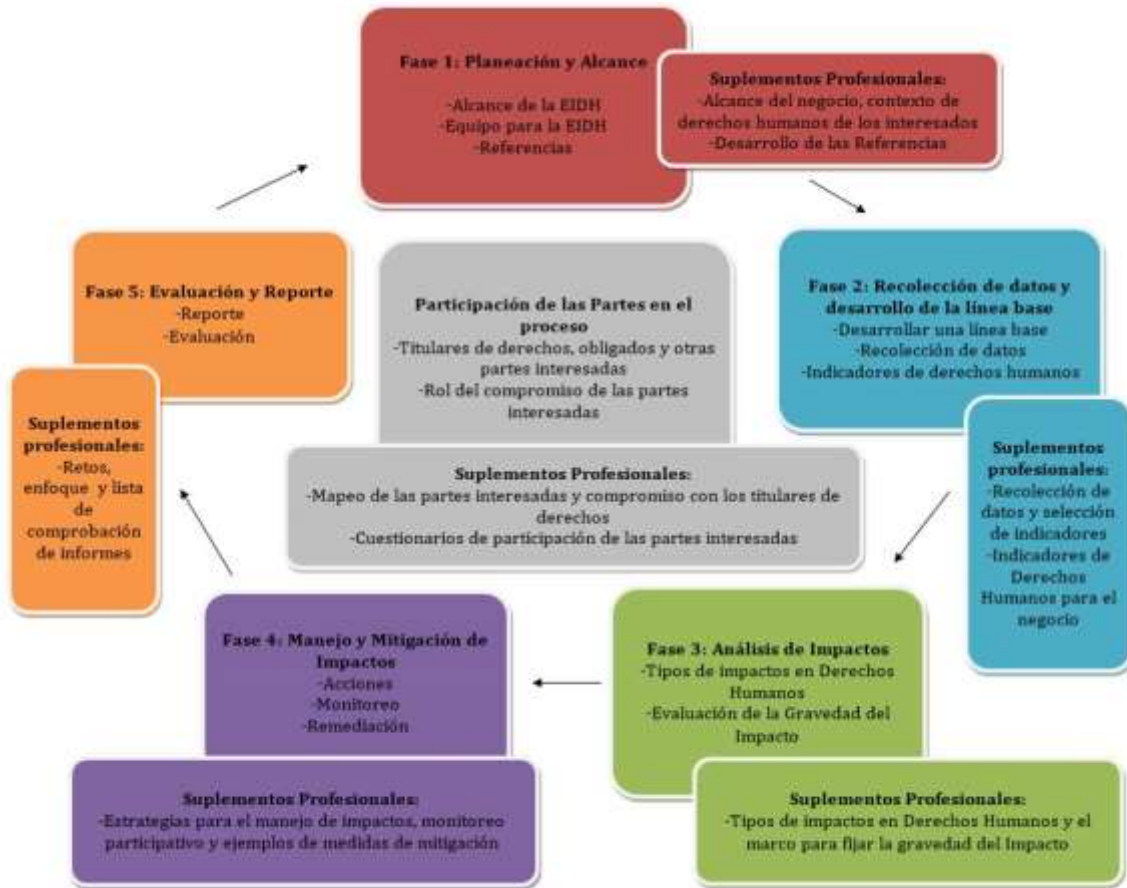 Fase 1: Planeación y Alcance
-Alcance de la EIDH
-Equipo para la EIDH
-Referencias
Suplementos Profesionales:
-Alcance del negocio, contexto de
derechos humanos de los interesados
-Desarrollo de las Referencias
Fase 2: Recolección de datos y
desarrollo de la línea base
-Desarrollar una línea base
-Recolección de datos
-Indicadores de derechos humanos
Suplementos
profesionales:
-Recolección de
datos y selección
de indicadores
-Indicadores de
Derechos
Humanos para el
negocio
Fase 3: Análisis de Impactos
-Tipos de impactos en Derechos
Humanos
-Evaluación de la Gravedad del
Impacto
Suplementos Profesionales:
-Tipos de impactos en Derechos Humanos y el
marco para fijar la gravedad del Impacto
Fase 4: Manejo y Mitigación de
Impactos
-Acciones
-Monitoreo
-Remediación
Suplementos Profesionales:
-Estrategias para el manejo de impactos, monitoreo
participativo y ejemplos de medidas de mitigación
Fase 5: Evaluación y Reporte
-Reporte
-Evaluación
Suplementos
profesionales:
-Retos,
enfoque y lista
de
comprobación
de informes
Participación de las Partes en el
proceso
-Titulares de derechos, obligados y otras
partes interesadas
-Rol del compromiso de las partes
interesadas
Suplementos Profesionales:
-Mapeo de las partes interesadas y compromiso con los titulares de
derechos
-Cuestionarios de participación de las partes interesadas